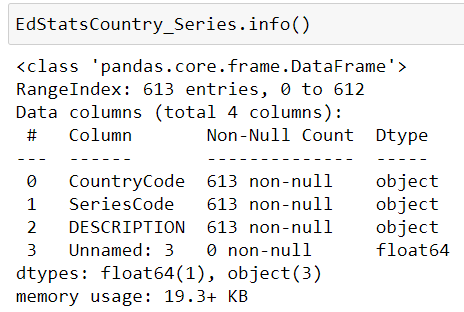 EdStatsCountry_Series.info()
<class 'pandas.core.frame.DataFrame'>
RangeIndex: 613 entries, 0 to 612
Data columns (total 4 columns):
 #   Column       Non-Null Count  Dtype
---  ------       --------------  -----
 0   CountryCode  613 non-null    object
 1   SeriesCode   613 non-null    object
 2   DESCRIPTION  613 non-null    object
 3   Unnamed: 3   0 non-null      float64
dtypes: float64(1), object(3)
memory usage: 19.3+ KB